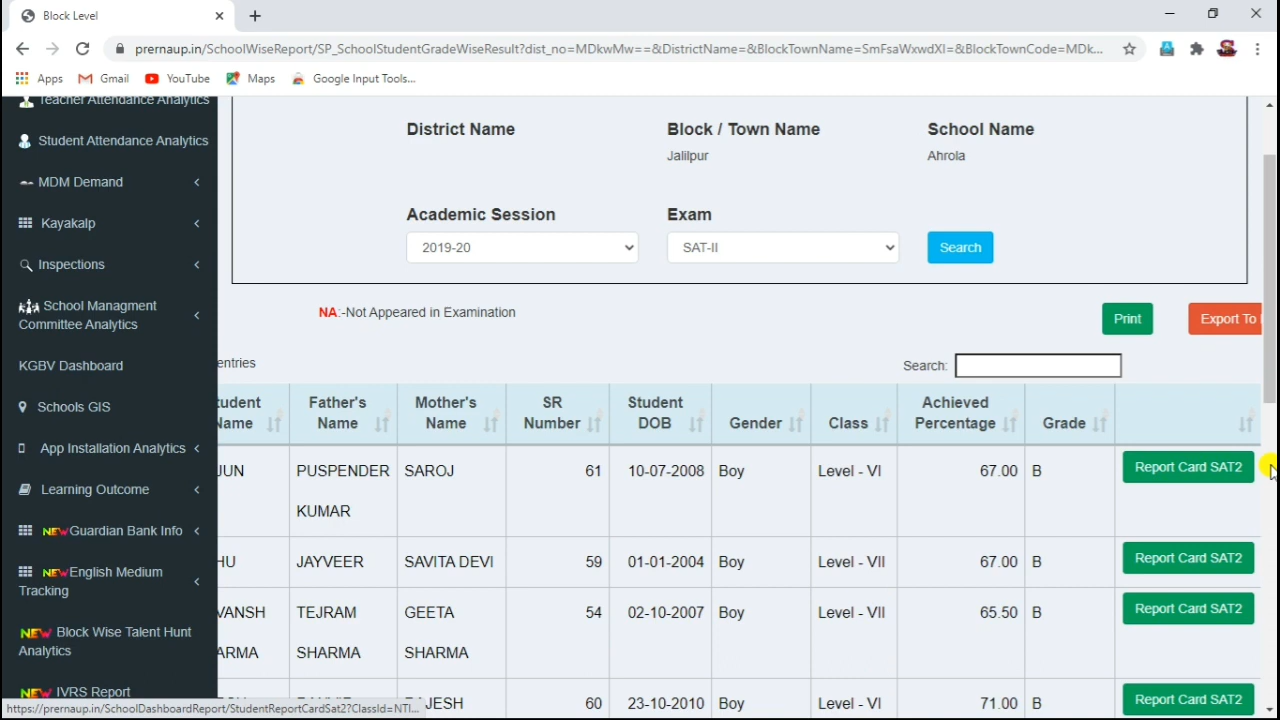 Block Level
prernaup.in/SchoolWiseReport/SP_SchoolStudentGradeWiseResult?dist_no=MDkwMw==&DistrictName=&BlockTownName=SmFsaWxwdXI=&BlockTownCode=MDk...
Apps Gmail YouTube Maps Google Input Tools...
Teacher Attendance Analytics
Student Attendance Analytics
MDM Demand
Kayakalp
Inspections
School Managment
Committee Analytics
KGBV Dashboard
Schools GIS
App Installation Analytics
Learning Outcome
NEW Guardian Bank Info
NEW English Medium
Tracking
NEW Block Wise Talent Hunt
Analytics
NEW IVRS Report
https://prernaup.in/SchoolDashboardReport/StudentReportCardSat2?ClassId=NTI...
District Name Block / Town Name School Name
Jalilpur Ahrola
Academic Session Exam
2019-20 SAT-II Search
NA:-Not Appeared in Examination Print Export To
entries Search:
tudent Father's Mother's SR Student Achieved
Name Name Name Number DOB Gender Class Percentage Grade
JUN PUSPENDER SAROJ 61 10-07-2008 Boy Level - VI 67.00 B Report Card SAT2
KUMAR
HU JAYVEER SAVITA DEVI 59 01-01-2004 Boy Level - VII 67.00 B Report Card SAT2
VANSH TEJRAM GEETA 54 02-10-2007 Boy Level - VII 65.50 B Report Card SAT2
ARMA SHARMA SHARMA
60 23-10-2010 Boy Level - VI 71.00 B Report Card SAT2